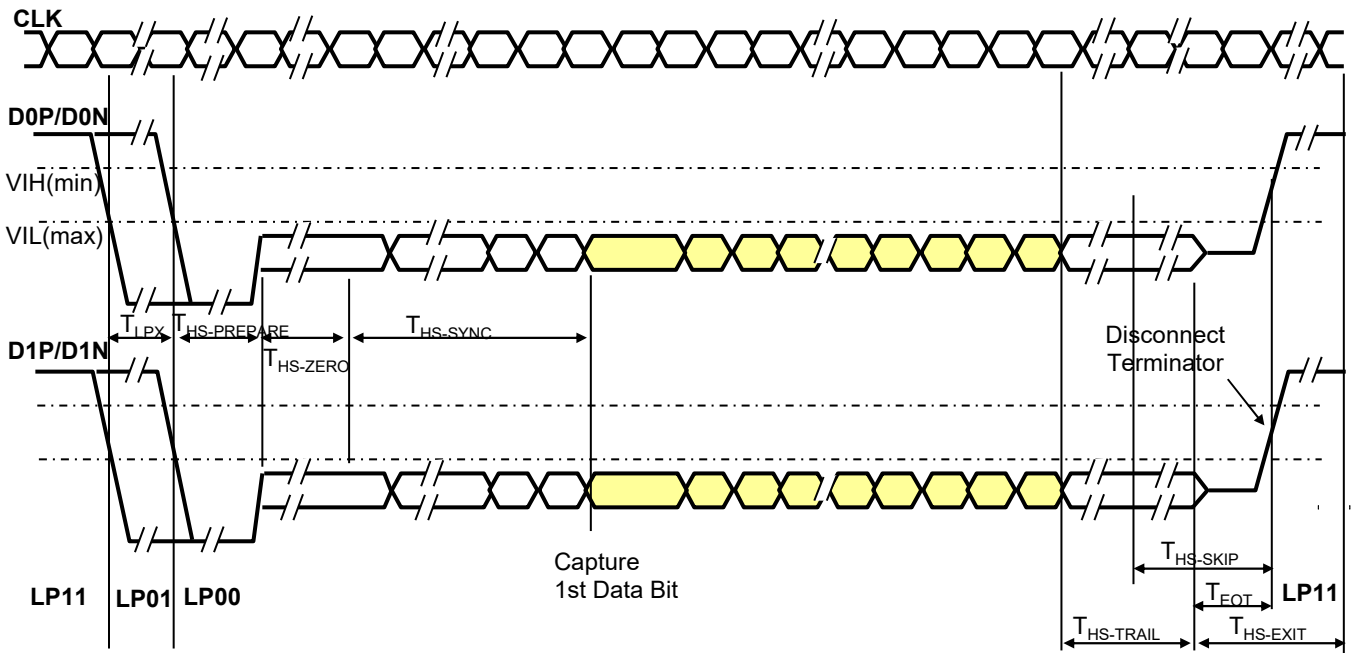 CLK
D0P/D0N
VIH(min)
VIL(max)
TLPX
THS-PREPARE
THS-SYNC
THS-ZERO
Disconnect
Terminator
D1P/D1N
Capture
1st Data Bit
THS-SKIP
LP11
LP01
LP00
TEOT
LP11
THS-TRAIL
THS-EXIT